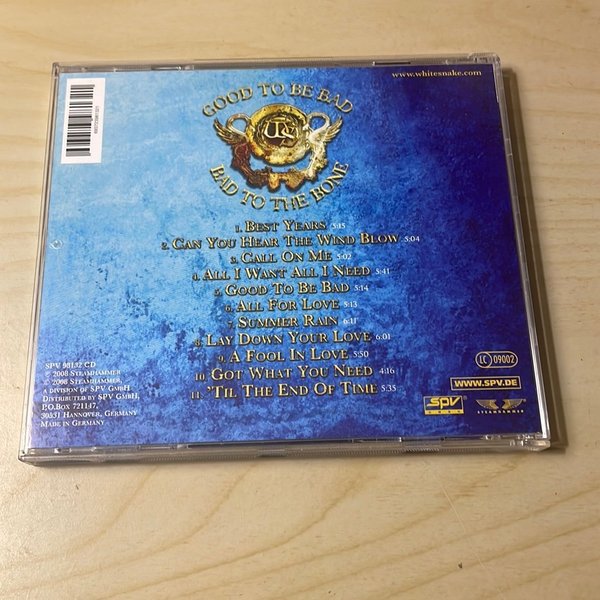 www.whitesnake.com
GOOD TO BE BAD
BAD TO THE BONE
1. BEST YEARS 5:15
2. CAN YOU HEAR THE WIND BLOW 5:04
3. CALL ON ME 5:02
4. ALL I WANT ALL I NEED 5:41
5. GOOD TO BE BAD 5:14
6. ALL FOR LOVE 5:13
7. SUMMER RAIN 6:11
8. LAY DOWN YOUR LOVE 6:01
9. A FOOL IN LOVE 5:50
10. GOT WHAT YOU NEED 4:16
11. 'TIL THE END OF TIME 5:35
SPV 98132 CD
℗ 2008 STEAMHAMMER
© 2008 STEAMHAMMER,
A DIVISION OF SPV GMBH
DISTRIBUTED BY SPV GMBH,
P.O.BOX 721147,
30531 HANNOVER, GERMANY
MADE IN GERMANY
LC 09002
WWW.SPV.DE
SPV
STEAMHAMMER